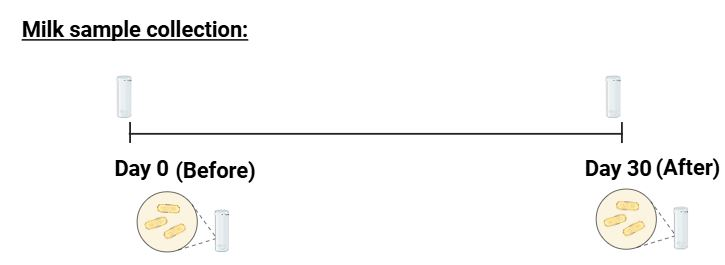 Milk sample collection:
Day 0 (Before)
Day 30 (After)